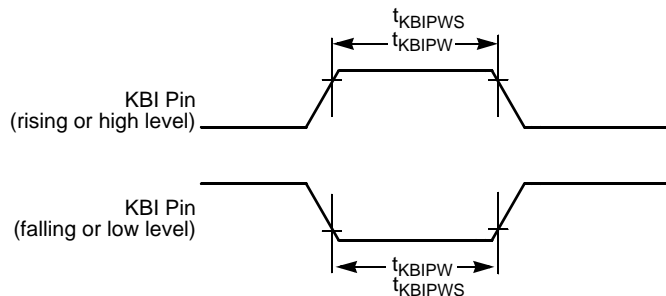 tKBIPWS
tKBIPW
KBI Pin
(rising or high level)
KBI Pin
(falling or low level)
tKBIPW
tKBIPWS